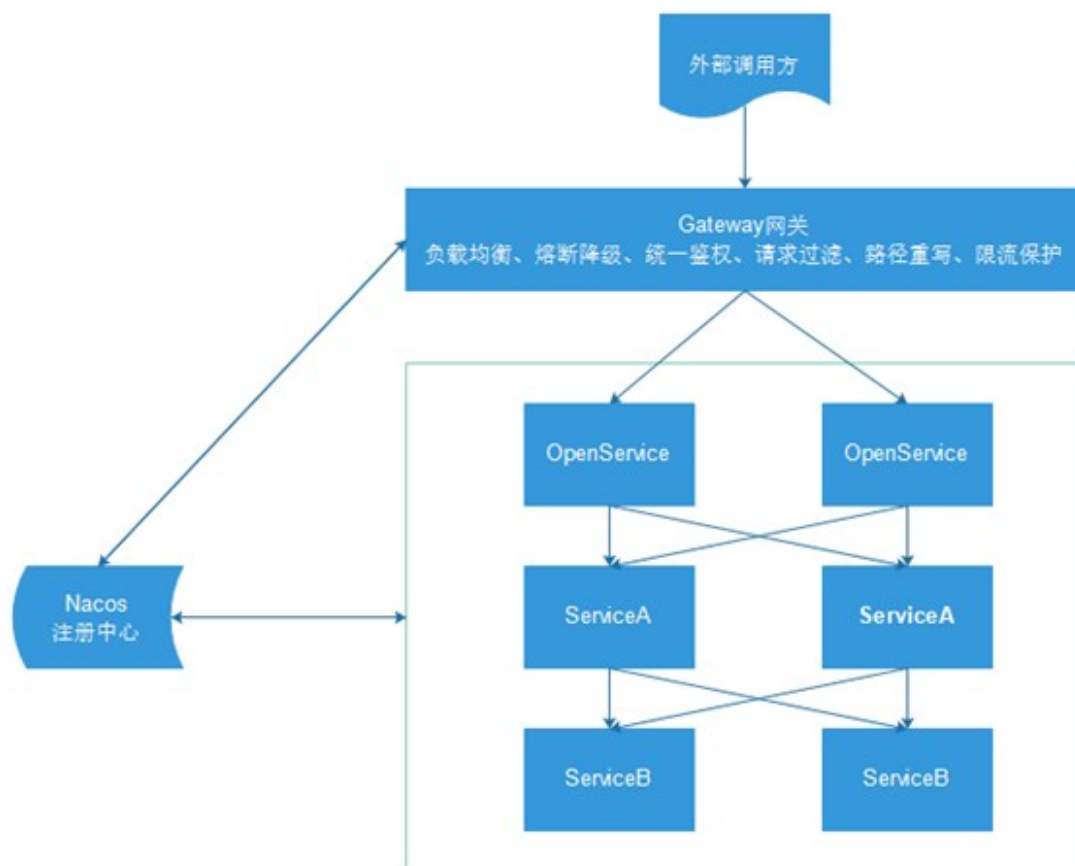 外部调用方
Gateway网关
负载均衡、熔断降级、统一鉴权、请求过滤、路径重写、限流保护
OpenService
OpenService
Nacos
注册中心
ServiceA
ServiceA
ServiceB
ServiceB